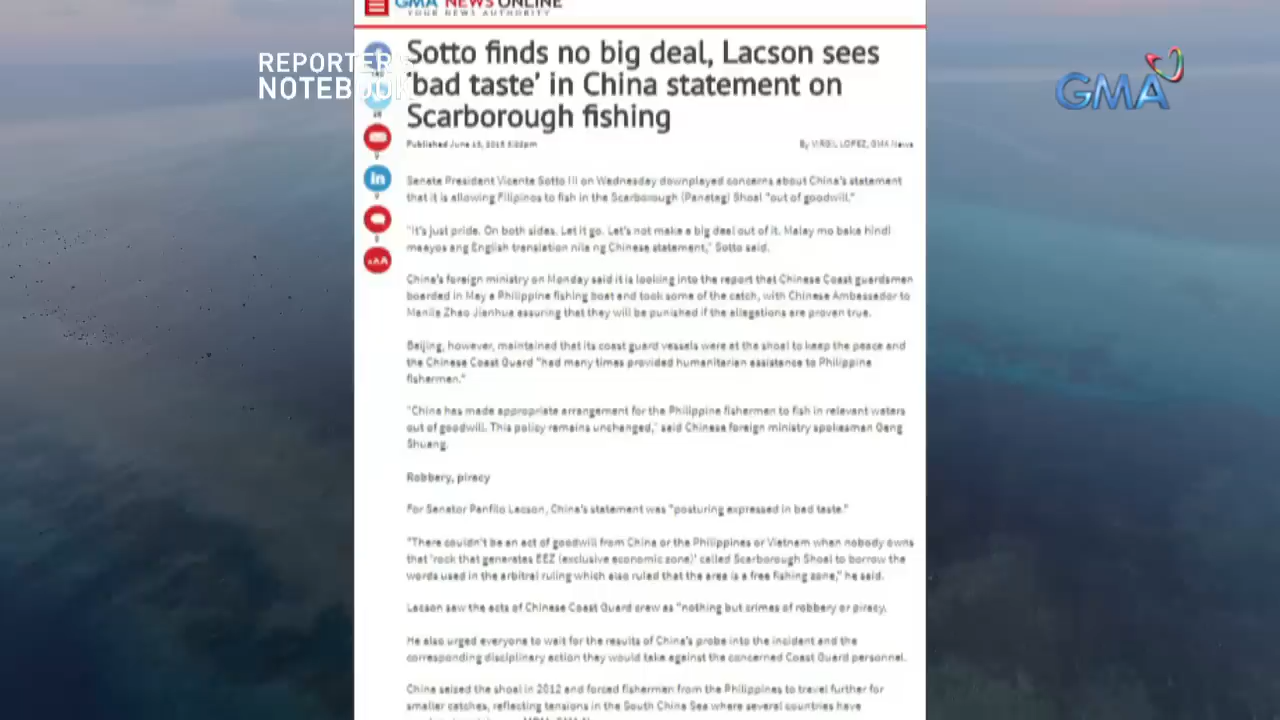 GMA NEWS ONLINE
YOUR NEWS AUTHORITY
REPORTER'S
NOTEBOOK
GMA
Sotto finds no big deal, Lacson sees
'bad taste' in China statement on
Scarborough fishing
Published June 13, 2018 5:22pm
By VIRGIL LOPEZ, GMA News
Senate President Vicente Sotto III on Wednesday downplayed concerns about China's statement
that it is allowing Filipinos to fish in the Scarborough (Panatag) Shoal "out of goodwill."
"It's just pride. On both sides. Let it go. Let's not make a big deal out of it. Malay mo baka hindi
maayos ang English translation nila ng Chinese statement," Sotto said.
in
China's foreign ministry on Monday said it is looking into the report that Chinese Coast guardsmen
boarded in May a Philippine fishing boat and took some of the catch, with Chinese Ambassador to
Manila Zhao Jianhua assuring that they will be punished if the allegations are proven true.
Beijing, however, maintained that its coast guard vessels were at the shoal to keep the peace and
the Chinese Coast Guard "had many times provided humanitarian assistance to Philippine
fishermen."
"China has made appropriate arrangement for the Philippine fishermen to fish in relevant waters
out of goodwill. This policy remains unchanged," said Chinese foreign ministry spokesman Geng
Shuang.
Robbery, piracy
For Senator Panfilo Lacson, China's statement was "posturing expressed in bad taste."
"There couldn't be an act of goodwill from China or the Philippines or Vietnam when nobody owns
that 'rock that generates EEZ (exclusive economic zone)' called Scarborough Shoal to borrow the
words used in the arbitral ruling which also ruled that the area is a free fishing zone," he said.
Lacson saw the acts of Chinese Coast Guard crew as "nothing but crimes of robbery or piracy.
He also urged everyone to wait for the results of China's probe into the incident and the
corresponding disciplinary action they would take against the concerned Coast Guard personnel.
China seized the shoal in 2012 and forced fishermen from the Philippines to travel further for
smaller catches, reflecting tensions in the South China Sea where several countries have